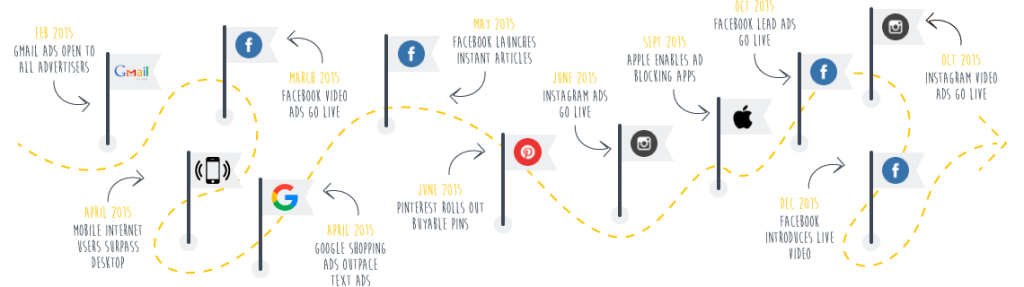 FEB 2015
GMAIL ADS OPEN TO
ALL ADVERTISERS
Gmail
MARCH 2015
FACEBOOK VIDEO
ADS GO LIVE
APRIL 2015
MOBILE INTERNET
USERS SURPASS
DESKTOP
APRIL 2015
GOOGLE SHOPPING
ADS OUTPACE
TEXT ADS
MAY 2015
FACEBOOK LAUNCHES
INSTANT ARTICLES
JUNE 2015
PINTEREST ROLLS OUT
BUYABLE PINS
JUNE 2015
INSTAGRAM ADS
GO LIVE
SEPT 2015
APPLE ENABLES AD
BLOCKING APPS
OCT 2015
FACEBOOK LEAD ADS
GO LIVE
OCT 2015
INSTAGRAM VIDEO
ADS GO LIVE
DEC 2015
FACEBOOK
INTRODUCES LIVE
VIDEO